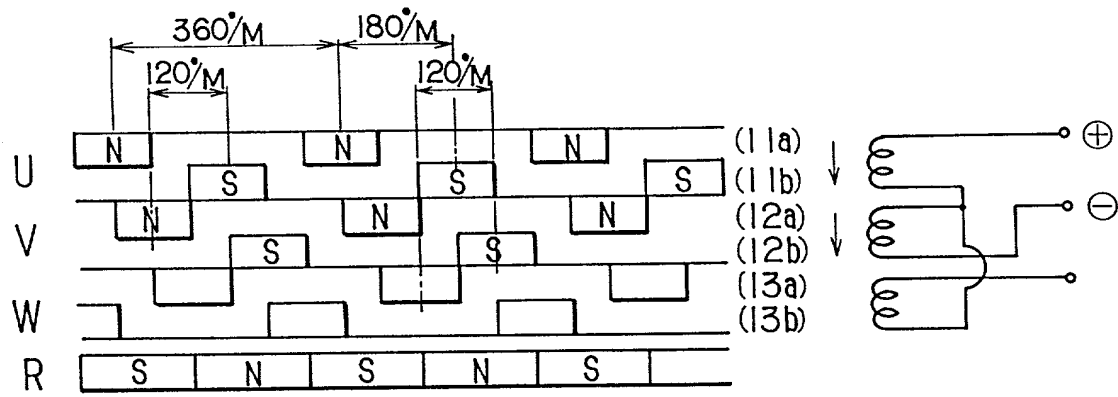 360°/M 180°/M
120°/M 120°/M
N N N (11a) ⊕
U S S S (11b)
N N N (12a) ⊖
V S S (12b)
(13a)
W (13b)
R S N S N S